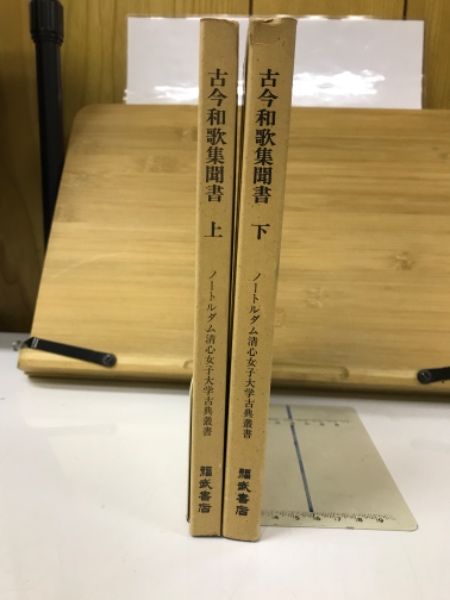 古今和歌集聞書 上
ノートルダム清心女子大学古典叢書
福武書店
古今和歌集聞書 下
ノートルダム清心女子大学古典叢書
福武書店